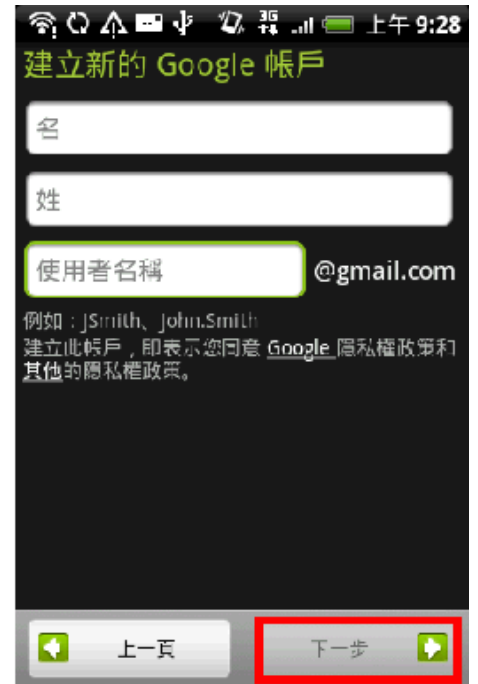 3G 上午 9:28
建立新的 Google 帳戶
名
姓
使用者名稱 @gmail.com
例如：JSmith、John.Smith
建立此帳戶，即表示您同意 Google 隱私權政策和
其他的隱私權政策。
上一頁 下一步